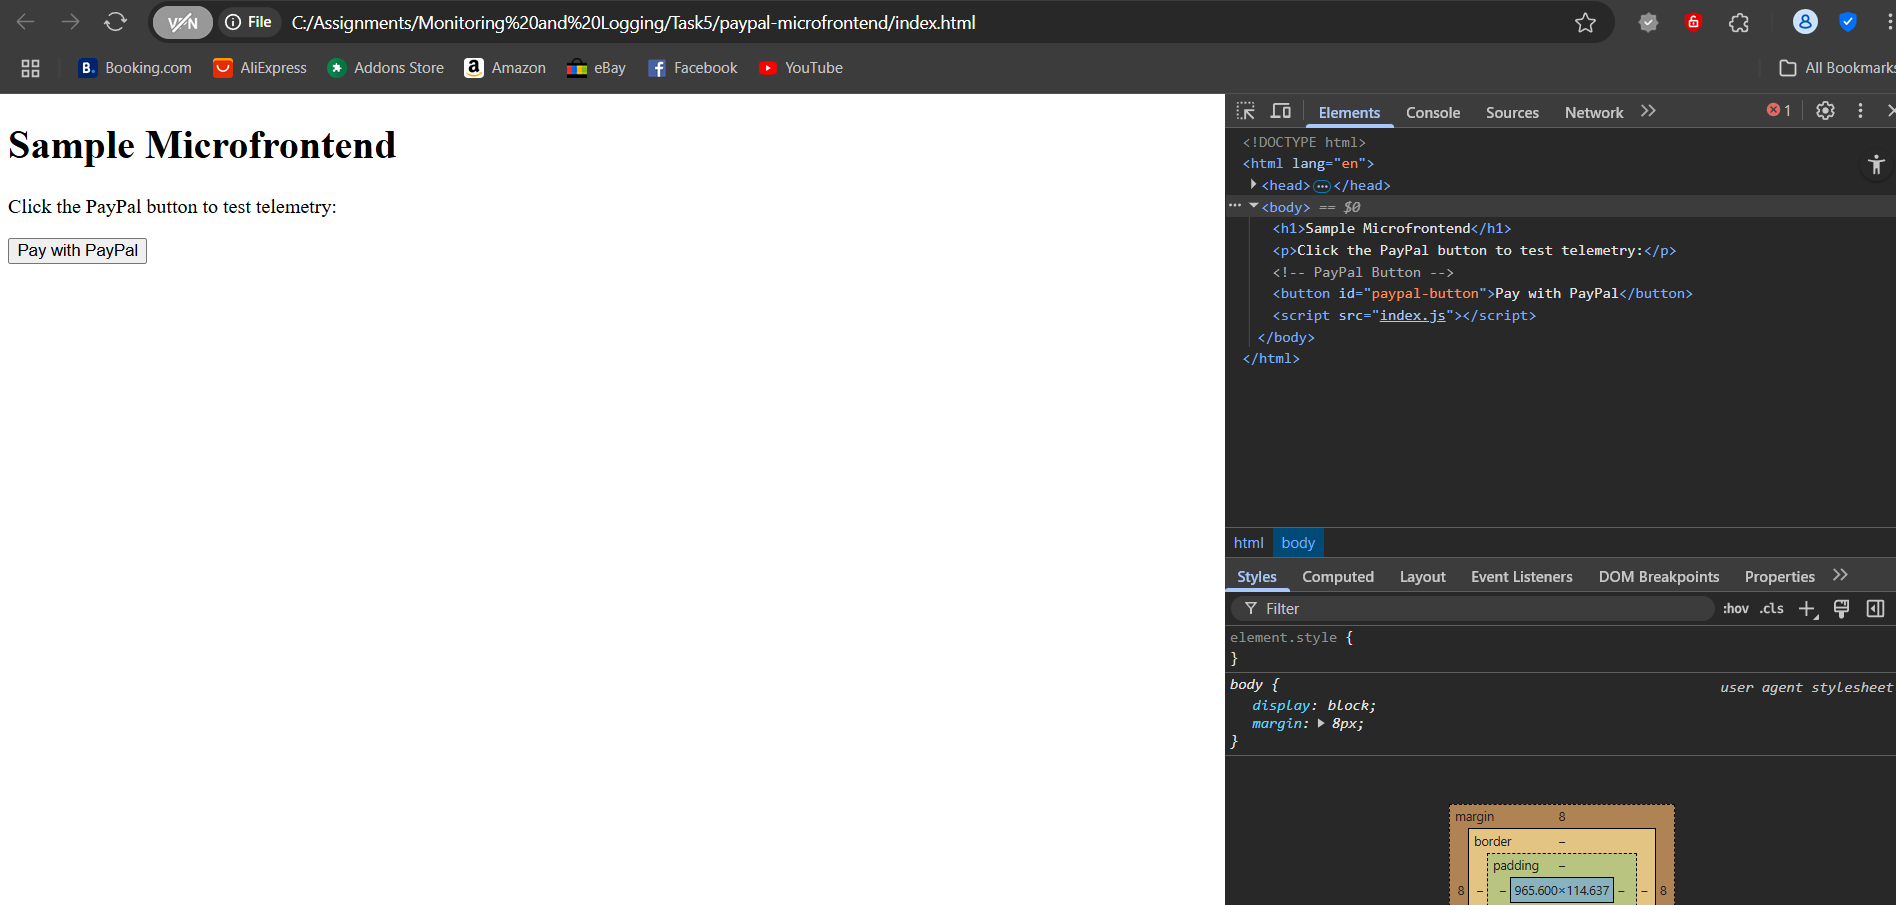 VPN File C:/Assignments/Monitoring%20and%20Logging/Task5/paypal-microfrontend/index.html
B. Booking.com AliExpress Addons Store a Amazon eBay Facebook YouTube All Bookmarks
Sample Microfrontend
Click the PayPal button to test telemetry:
Pay with PayPal
Elements Console Sources Network 1
<!DOCTYPE html>
<html lang="en">
<head> ••• </head>
••• <body> == $0
<h1>Sample Microfrontend</h1>
<p>Click the PayPal button to test telemetry:</p>
<!-- PayPal Button -->
<button id="paypal-button">Pay with PayPal</button>
<script src="index.js"></script>
</body>
</html>
html body
Styles Computed Layout Event Listeners DOM Breakpoints Properties
Filter :hov .cls
element.style {
}
body { user agent stylesheet
display: block;
margin: 8px;
}
margin 8
border –
padding –
8 – – 965.600×114.637 – – 8